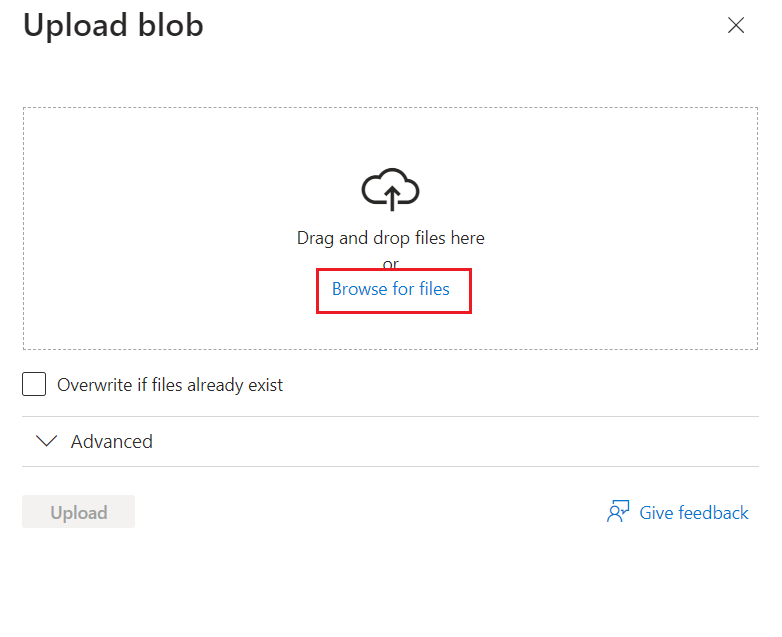 Upload blob
Drag and drop files here
or
Browse for files
Overwrite if files already exist
Advanced
Upload
Give feedback